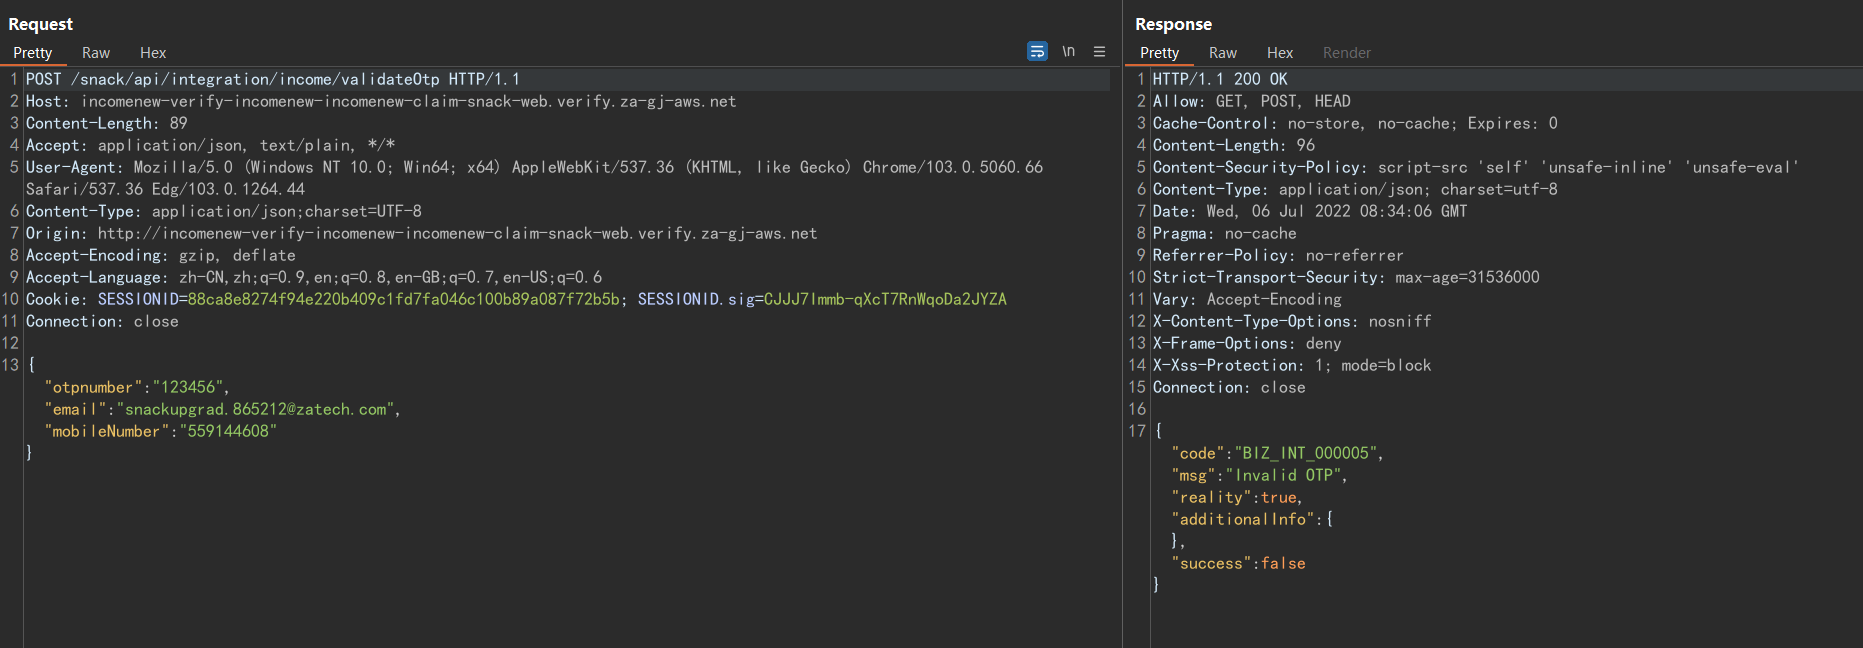 Request
Pretty Raw Hex
\n
1 POST /snack/api/integration/income/validateOtp HTTP/1.1
2 Host: incomenew-verify-incomenew-incomenew-claim-snack-web.verify.za-gj-aws.net
3 Content-Length: 89
4 Accept: application/json, text/plain, */*
5 User-Agent: Mozilla/5.0 (Windows NT 10.0; Win64; x64) AppleWebKit/537.36 (KHTML, like Gecko) Chrome/103.0.5060.66
Safari/537.36 Edg/103.0.1264.44
6 Content-Type: application/json;charset=UTF-8
7 Origin: http://incomenew-verify-incomenew-incomenew-claim-snack-web.verify.za-gj-aws.net
8 Accept-Encoding: gzip, deflate
9 Accept-Language: zh-CN,zh;q=0.9,en;q=0.8,en-GB;q=0.7,en-US;q=0.6
10 Cookie: SESSIONID=88ca8e8274f94e220b409c1fd7fa046c100b89a087f72b5b; SESSIONID.sig=CJJJ7Immb-qXcT7RnWqoDa2JYZA
11 Connection: close
12
13 {
"otpnumber":"123456",
"email":"snackupgrad.865212@zatech.com",
"mobileNumber":"559144608"
}
Response
Pretty Raw Hex Render
1 HTTP/1.1 200 OK
2 Allow: GET, POST, HEAD
3 Cache-Control: no-store, no-cache; Expires: 0
4 Content-Length: 96
5 Content-Security-Policy: script-src 'self' 'unsafe-inline' 'unsafe-eval'
6 Content-Type: application/json; charset=utf-8
7 Date: Wed, 06 Jul 2022 08:34:06 GMT
8 Pragma: no-cache
9 Referrer-Policy: no-referrer
10 Strict-Transport-Security: max-age=31536000
11 Vary: Accept-Encoding
12 X-Content-Type-Options: nosniff
13 X-Frame-Options: deny
14 X-Xss-Protection: 1; mode=block
15 Connection: close
16
17 {
"code":"BIZ_INT_000005",
"msg":"Invalid OTP",
"reality":true,
"additionalInfo":{
},
"success":false
}